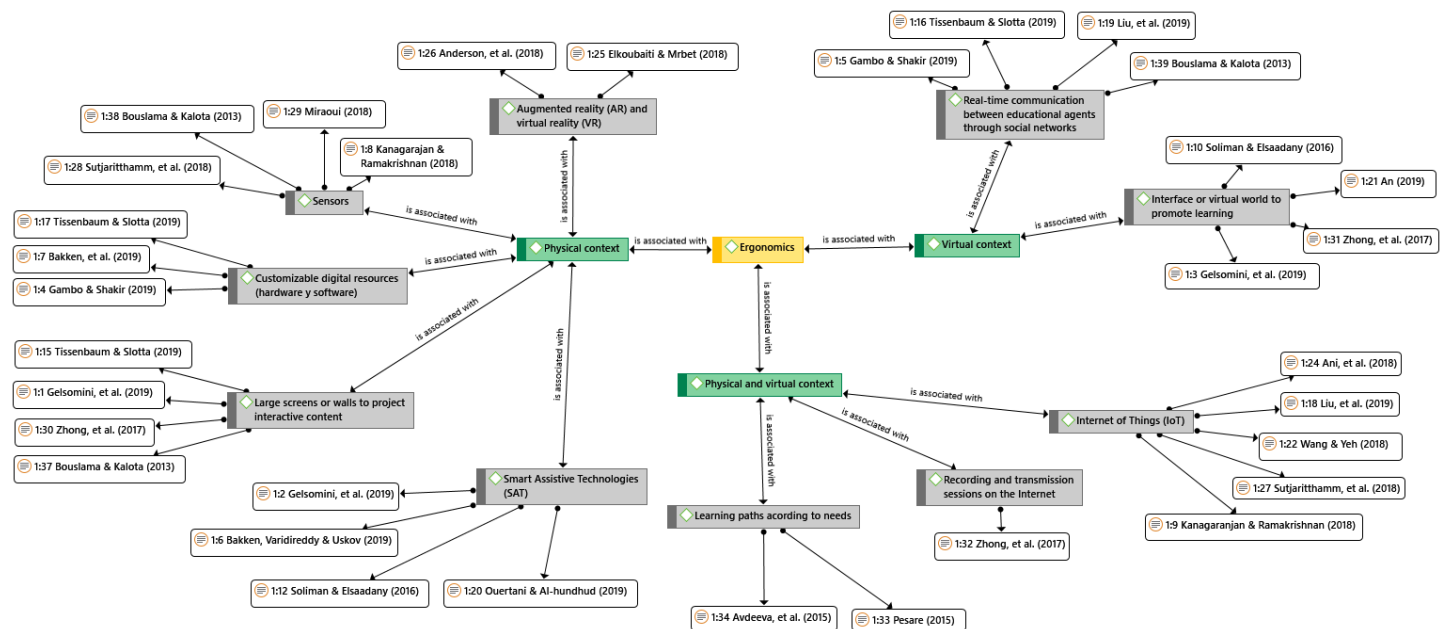 1:16 Tissenbaum & Slotta (2019)
1:19 Liu, et al. (2019)
1:26 Anderson, et al. (2018)
1:25 Elkoubaiti & Mrbet (2018)
1:5 Gambo & Shakir (2019)
1:39 Bouslama & Kalota (2013)
Augmented reality (AR) and
virtual reality (VR)
Real-time communication
between educational agents
through social networks
1:38 Bouslama & Kalota (2013)
1:29 Miraoui (2018)
1:8 Kanagarajan &
Ramakrishnan (2018)
1:28 Sutjaritthamm, et al. (2018)
Sensors
1:10 Soliman & Elsaadany (2016)
1:21 An (2019)
Interface or virtual world to
promote learning
1:31 Zhong, et al. (2017)
1:3 Gelsomini, et al. (2019)
is associated with
is associated with
is associated with
is associated with
1:17 Tissenbaum & Slotta (2019)
1:7 Bakken, et al. (2019)
1:4 Gambo & Shakir (2019)
Customizable digital resources
(hardware y software)
is associated with
Physical context
is associated with
Ergonomics
is associated with
Virtual context
is associated with
is associated with
1:15 Tissenbaum & Slotta (2019)
1:1 Gelsomini, et al. (2019)
1:30 Zhong, et al. (2017)
1:37 Bouslama & Kalota (2013)
Large screens or walls to project
interactive content
is associated with
Physical and virtual context
is associated with
is associated with
is associated with
1:24 Ani, et al. (2018)
1:18 Liu, et al. (2019)
Internet of Things (IoT)
1:22 Wang & Yeh (2018)
1:27 Sutjaritthamm, et al. (2018)
1:9 Kanagaranjan & Ramakrishnan (2018)
Smart Assistive Technologies
(SAT)
1:2 Gelsomini, et al. (2019)
1:6 Bakken, Varidireddy & Uskov (2019)
1:12 Soliman & Elsaadany (2016)
1:20 Ouertani & Al-hundhud (2019)
Recording and transmission
sessions on the Internet
1:32 Zhong, et al. (2017)
Learning paths acording to needs
1:34 Avdeeva, et al. (2015)
1:33 Pesare (2015)